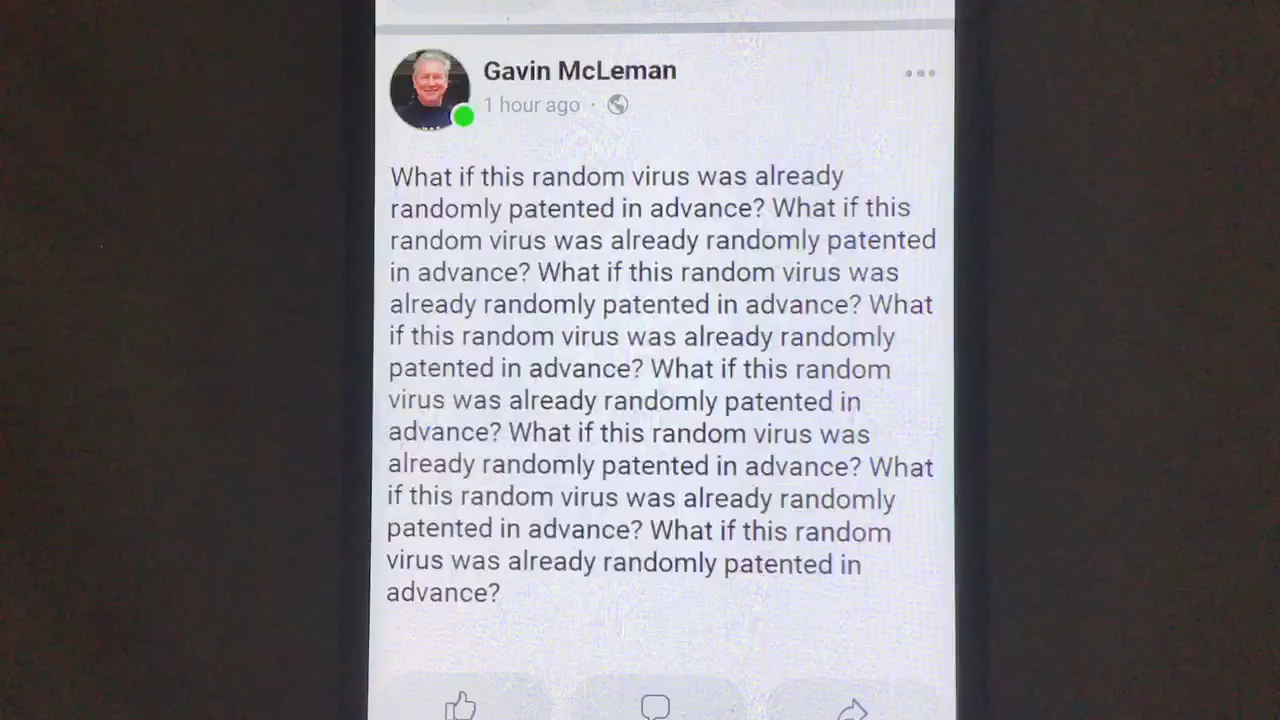 Gavin McLeman
1 hour ago ·
What if this random virus was already
randomly patented in advance? What if this
random virus was already randomly patented
in advance? What if this random virus was
already randomly patented in advance? What
if this random virus was already randomly
patented in advance? What if this random
virus was already randomly patented in
advance? What if this random virus was
already randomly patented in advance? What
if this random virus was already randomly
patented in advance? What if this random
virus was already randomly patented in
advance?